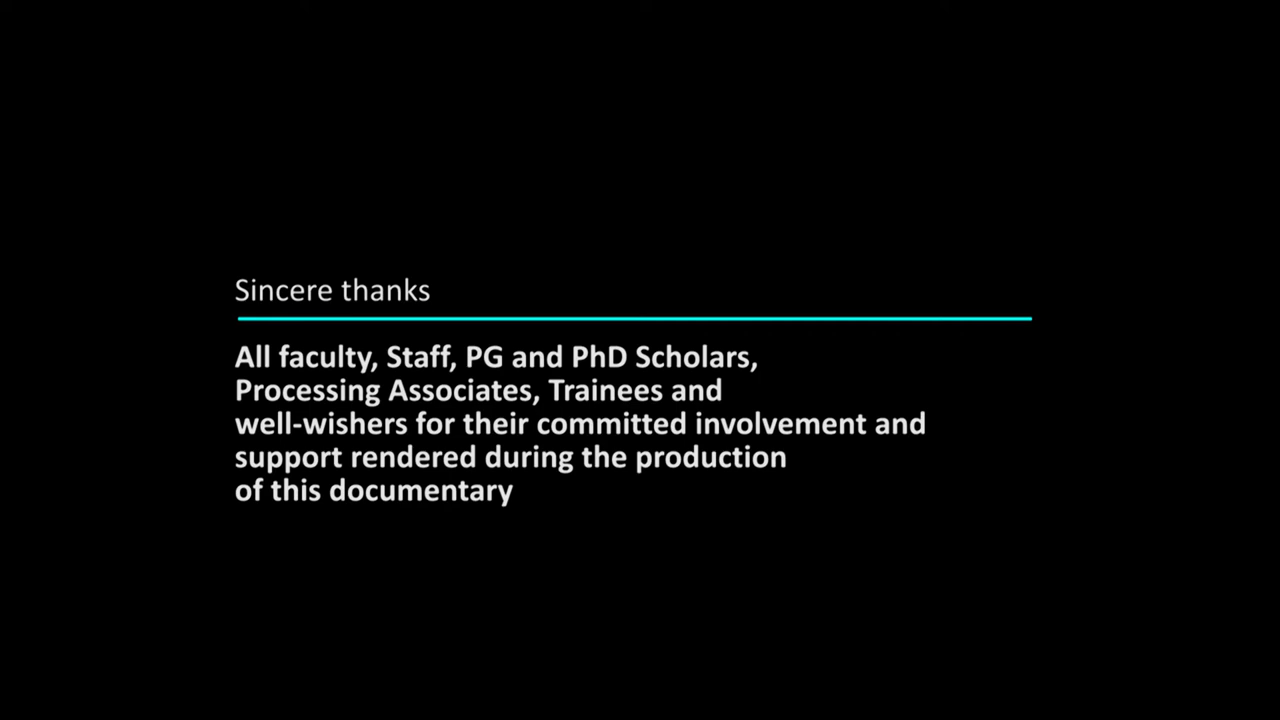 Sincere thanks
All faculty, Staff, PG and PhD Scholars,
Processing Associates, Trainees and
well-wishers for their committed involvement and
support rendered during the production
of this documentary